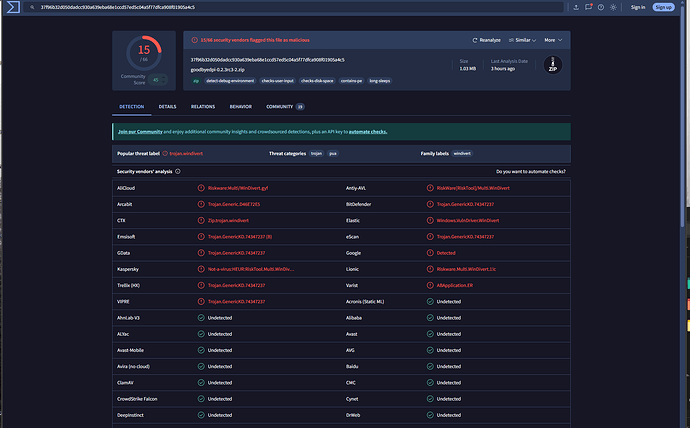 37f96b32d050dadcc930a639eba68e1ccd57ed5c04a5f77dfca908f01905a4c5
Sign in
Sign up
15
/ 66
Community Score
45
15/66 security vendors flagged this file as malicious
Reanalyze
Similar
More
37f96b32d050dadcc930a639eba68e1ccd57ed5c04a5f77dfca908f01905a4c5
goodbyedpi-0.2.3rc3-2.zip
zip
detect-debug-environment
checks-user-input
checks-disk-space
contains-pe
long-sleeps
Size
1.03 MB
Last Analysis Date
3 hours ago
ZIP
DETECTION
DETAILS
RELATIONS
BEHAVIOR
COMMUNITY
Join our Community and enjoy additional community insights and crowdsourced detections, plus an API key to automate checks.
Popular threat label
trojan.windivert
Threat categories
trojan
pua
Family labels
windivert
Security vendors' analysis
Do you want to automate checks?
AliCloud
Riskware:Multi/WinDivert.gyf
Antiy-AVL
RiskWare[RiskTool]/Multi.WinDivert
Arcabit
BitDefender
Trojan.GenericKD.74347237
CTX
Zip.trojan.windivert
Elastic
Windows.VulnDriver.WinDivert
Emsisoft
Trojan.GenericKD.74347237 (B)
eScan
Trojan.GenericKD.74347237
GData
Trojan.GenericKD.74347237
Google
Detected
Kaspersky
Not-a-virus:HEUR:RiskTool.Multi.WinDiv...
Lionic
Riskware.Multi.WinDivert.1!c
Trellix (HX)
Trojan.GenericKD.74347237
Varist
ABApplication.ER
VIPRE
Trojan.GenericKD.74347237
Acronis (Static ML)
Undetected
AhnLab-V3
Undetected
Alibaba
Undetected
ALYac
Undetected
Avast
Undetected
Avast-Mobile
Undetected
AVG
Undetected
Avira (no cloud)
Undetected
Baidu
Undetected
ClamAV
Undetected
CMC
Undetected
CrowdStrike Falcon
Undetected
Cynet
Undetected
DeepInstinct
Undetected
DrWeb
Undetected